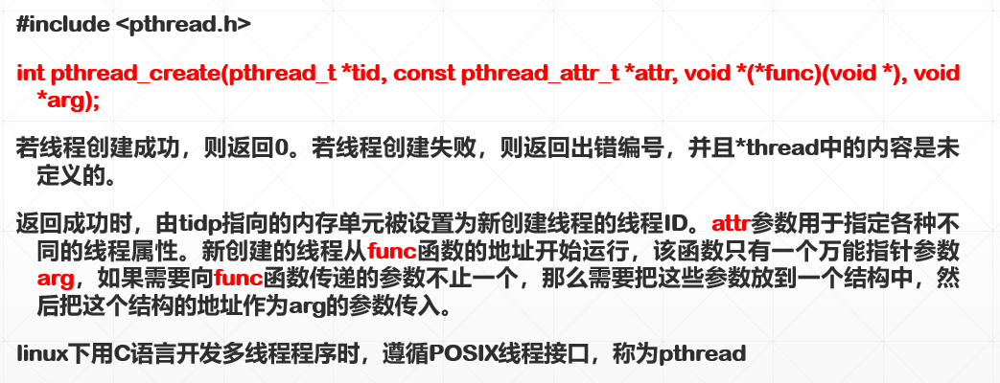 #include <pthread.h>
int pthread_create(pthread_t *tid, const pthread_attr_t *attr, void *(*func)(void *), void
*arg);
若线程创建成功，则返回0。若线程创建失败，则返回出错编号，并且*thread中的内容是未
定义的。
返回成功时，由tidp指向的内存单元被设置为新创建线程的线程ID。attr参数用于指定各种不
同的线程属性。新创建的线程从func函数的地址开始运行，该函数只有一个万能指针参数
arg，如果需要向func函数传递的参数不止一个，那么需要把这些参数放到一个结构中，然
后把这个结构的地址作为arg的参数传入。
linux下用C语言开发多线程程序时，遵循POSIX线程接口，称为pthread